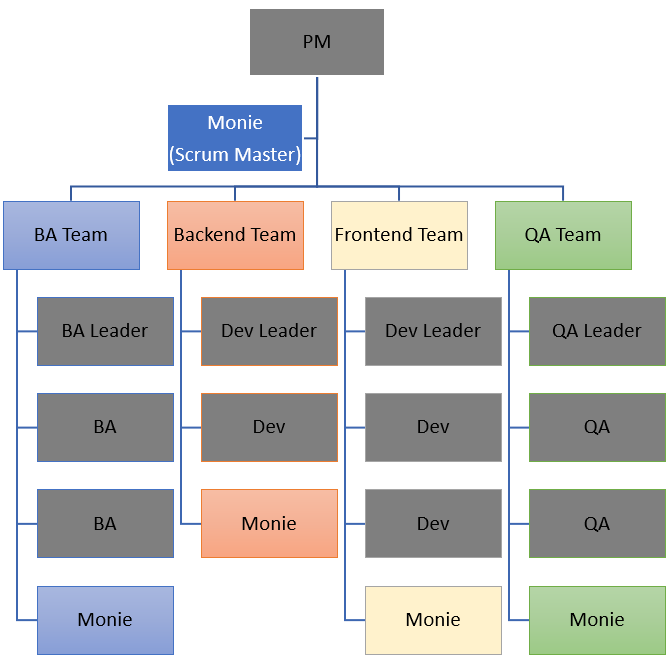 PM
Monie
(Scrum Master)
BA Team
Backend Team
Frontend Team
QA Team
BA Leader
Dev Leader
Dev Leader
QA Leader
BA
Dev
Dev
QA
BA
Monie
Dev
QA
Monie
Monie
Monie